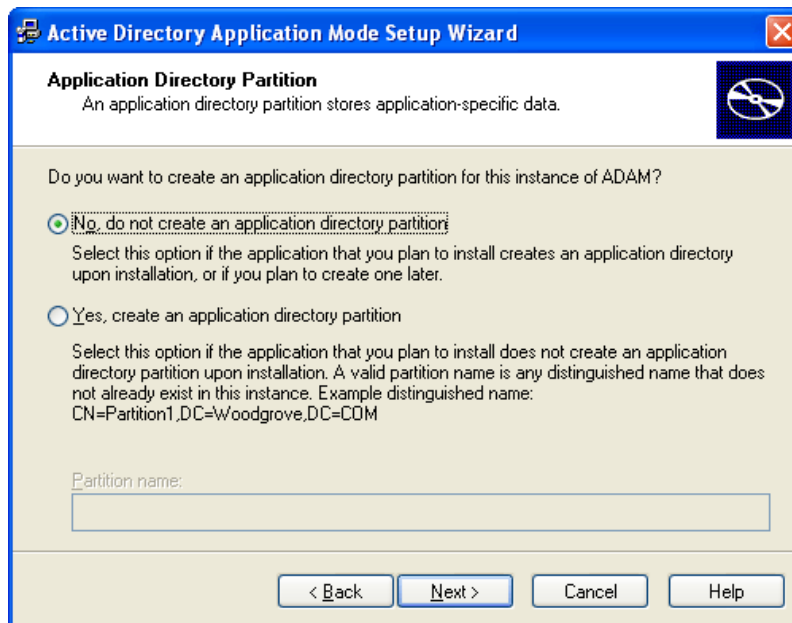 Active Directory Application Mode Setup Wizard
Application Directory Partition
An application directory partition stores application-specific data.
Do you want to create an application directory partition for this instance of ADAM?
No, do not create an application directory partition
Select this option if the application that you plan to install creates an application directory
upon installation, or if you plan to create one later.
Yes, create an application directory partition
Select this option if the application that you plan to install does not create an application
directory partition upon installation. A valid partition name is any distinguished name that does
not already exist in this instance. Example distinguished name:
CN=Partition1,DC=Woodgrove,DC=COM
Partition name:
< Back Next > Cancel Help